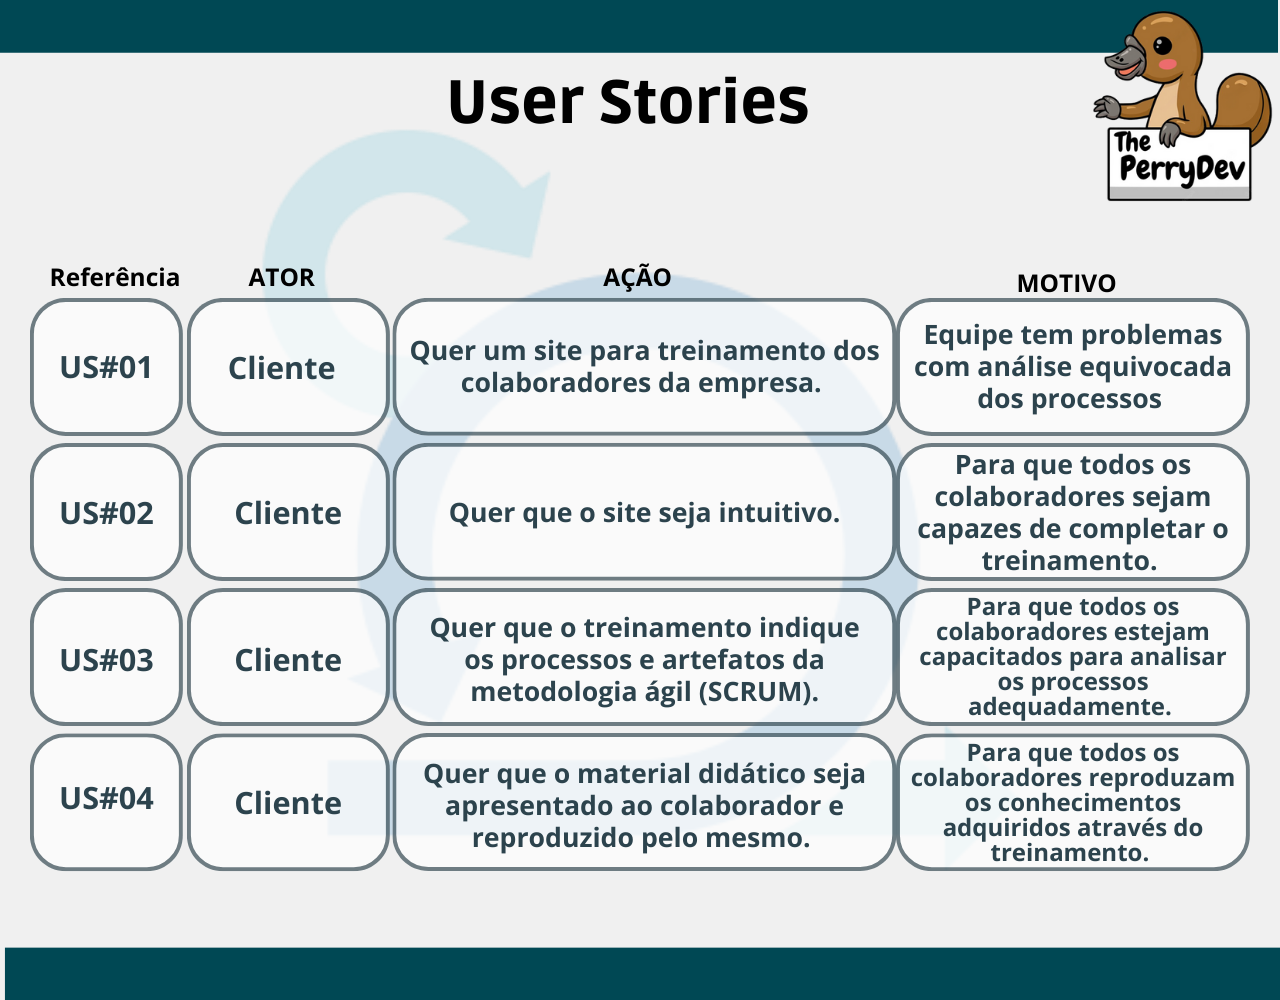 User Stories
The
PerryDev
Referência
ATOR
AÇÃO
MOTIVO
US#01
Cliente
Quer um site para treinamento dos
colaboradores da empresa.
Equipe tem problemas
com análise equivocada
dos processos
US#02
Cliente
Quer que o site seja intuitivo.
Para que todos os
colaboradores sejam
capazes de completar o
treinamento.
US#03
Cliente
Quer que o treinamento indique
os processos e artefatos da
metodologia ágil (SCRUM).
Para que todos os
colaboradores estejam
capacitados para analisar
os processos
adequadamente.
US#04
Cliente
Quer que o material didático seja
apresentado ao colaborador e
reproduzido pelo mesmo.
Para que todos os
colaboradores reproduzam
os conhecimentos
adquiridos através do
treinamento.